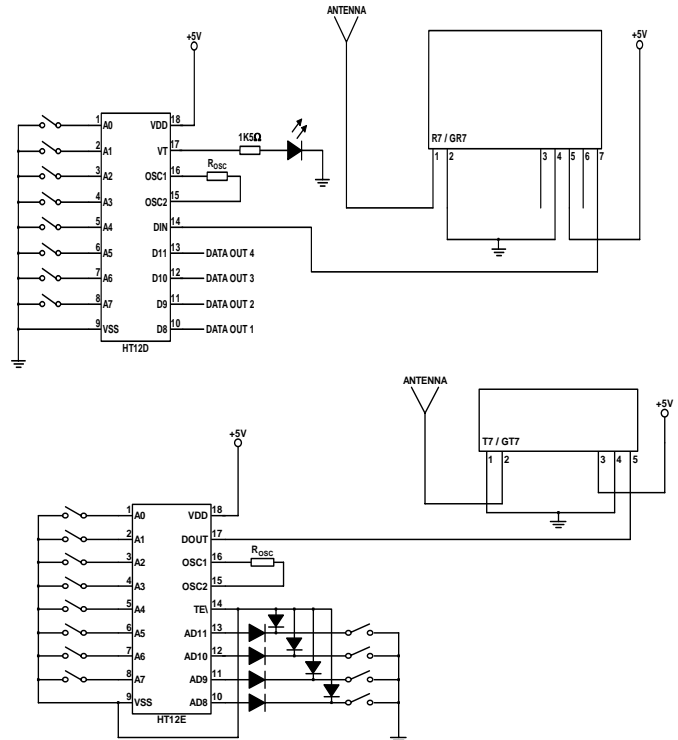 ANTENNA
+5V
+5V
R7 / GR7
1 2 3 4 5 6 7
1 A0 VDD 18
2 A1 VT 17 1K5Ω
3 A2 OSC1 16 ROSC
4 A3 OSC2 15
5 A4 DIN 14
6 A5 D11 13 DATA OUT 4
7 A6 D10 12 DATA OUT 3
8 A7 D9 11 DATA OUT 2
9 VSS D8 10 DATA OUT 1
HT12D
ANTENNA
+5V
T7 / GT7
1 2 3 4 5
+5V
1 A0 VDD 18
2 A1 DOUT 17
3 A2 OSC1 16 ROSC
4 A3 OSC2 15
5 A4 TE\ 14
6 A5 AD11 13
7 A6 AD10 12
8 A7 AD9 11
9 VSS AD8 10
HT12E